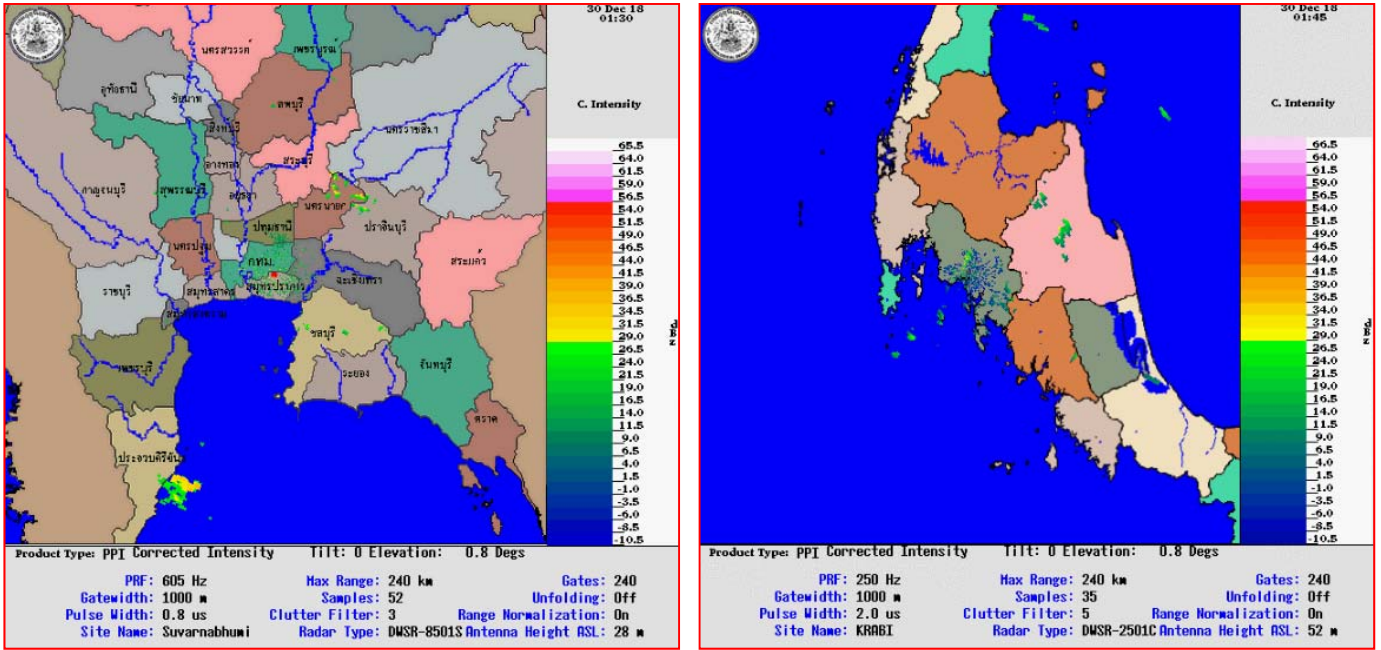 30 Dec 18
01:30
C. Intensity
นครสวรรค์
เพชรบูรณ์
อุทัยธานี
ชัยนาท
ลพบุรี
สิงห์บุรี
นครราชสีมา
อ่างทอง
สระบุรี
กาญจนบุรี
สุพรรณบุรี
อยุธยา
นครนายก
ปราจีนบุรี
ปทุมธานี
นครปฐม
กทม.
สระแก้ว
ราชบุรี
สมุทรสาคร
สมุทรปราการ
ฉะเชิงเทรา
ชลบุรี
เพชรบุรี
ระยอง
จันทบุรี
ตราด
ประจวบคีรีขันธ์
65.5
64.0
61.5
59.0
56.5
54.0
51.5
49.0
46.5
44.0
41.5
39.0
36.5
34.0
31.5
29.0
26.5
24.0
21.5
19.0
16.5
14.0
11.5
9.0
6.5
4.0
1.5
-1.0
-3.5
-6.0
-8.5
-10.5
Product Type: PPI Corrected Intensity Tilt: 0 Elevation: 0.8 Degs
PRF: 605 Hz Max Range: 240 km Gates: 240
Gatewidth: 1000 m Samples: 52 Unfolding: Off
Pulse Width: 0.8 us Clutter Filter: 3 Range Normalization: On
Site Name: Suvarnabhumi Radar Type: DWSR-8501S Antenna Height ASL: 28 m
30 Dec 18
01:45
C. Intensity
66.5
64.0
61.5
59.0
56.5
54.0
51.5
49.0
46.5
44.0
41.5
39.0
36.5
34.0
31.5
29.0
26.5
24.0
21.5
19.0
16.5
14.0
11.5
9.0
6.5
4.0
1.5
-1.0
-3.5
-6.0
-8.5
-10.5
Product Type: PPI Corrected Intensity Tilt: 0 Elevation: 0.8 Degs
PRF: 250 Hz Max Range: 240 km Gates: 240
Gatewidth: 1000 m Samples: 35 Unfolding: Off
Pulse Width: 2.0 us Clutter Filter: 5 Range Normalization: On
Site Name: KRABI Radar Type: DWSR-2501C Antenna Height ASL: 52 m